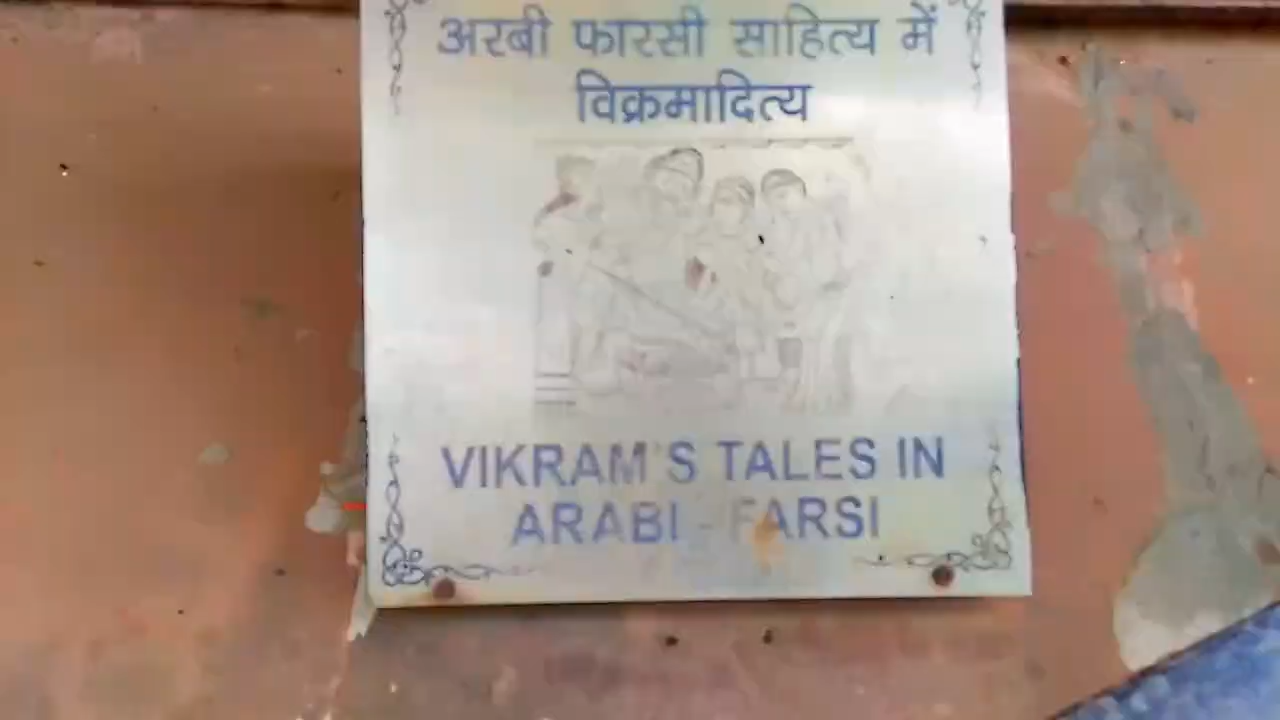 अरबी फारसी साहित्य में
विक्रमादित्य
VIKRAM'S TALES IN
ARABI - FARSI